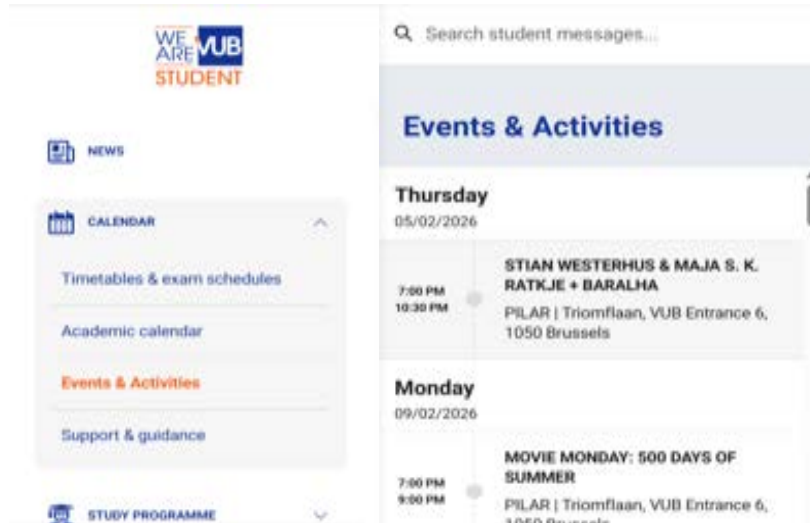 WE
ARE VUB
STUDENT
NEWS
CALENDAR
Timetables & exam schedules
Academic calendar
Events & Activities
Support & guidance
STUDY PROGRAMME
Search student messages...
Events & Activities
Thursday
05/02/2026
7:00 PM
10:30 PM
STIAN WESTERHUS & MAJA S. K.
RATKJE + BARALHA
PILAR | Triomflaan, VUB Entrance 6,
1050 Brussels
Monday
09/02/2026
7:00 PM
9:00 PM
MOVIE MONDAY: 500 DAYS OF
SUMMER
PILAR | Triomflaan, VUB Entrance 6,
1050 Brussels